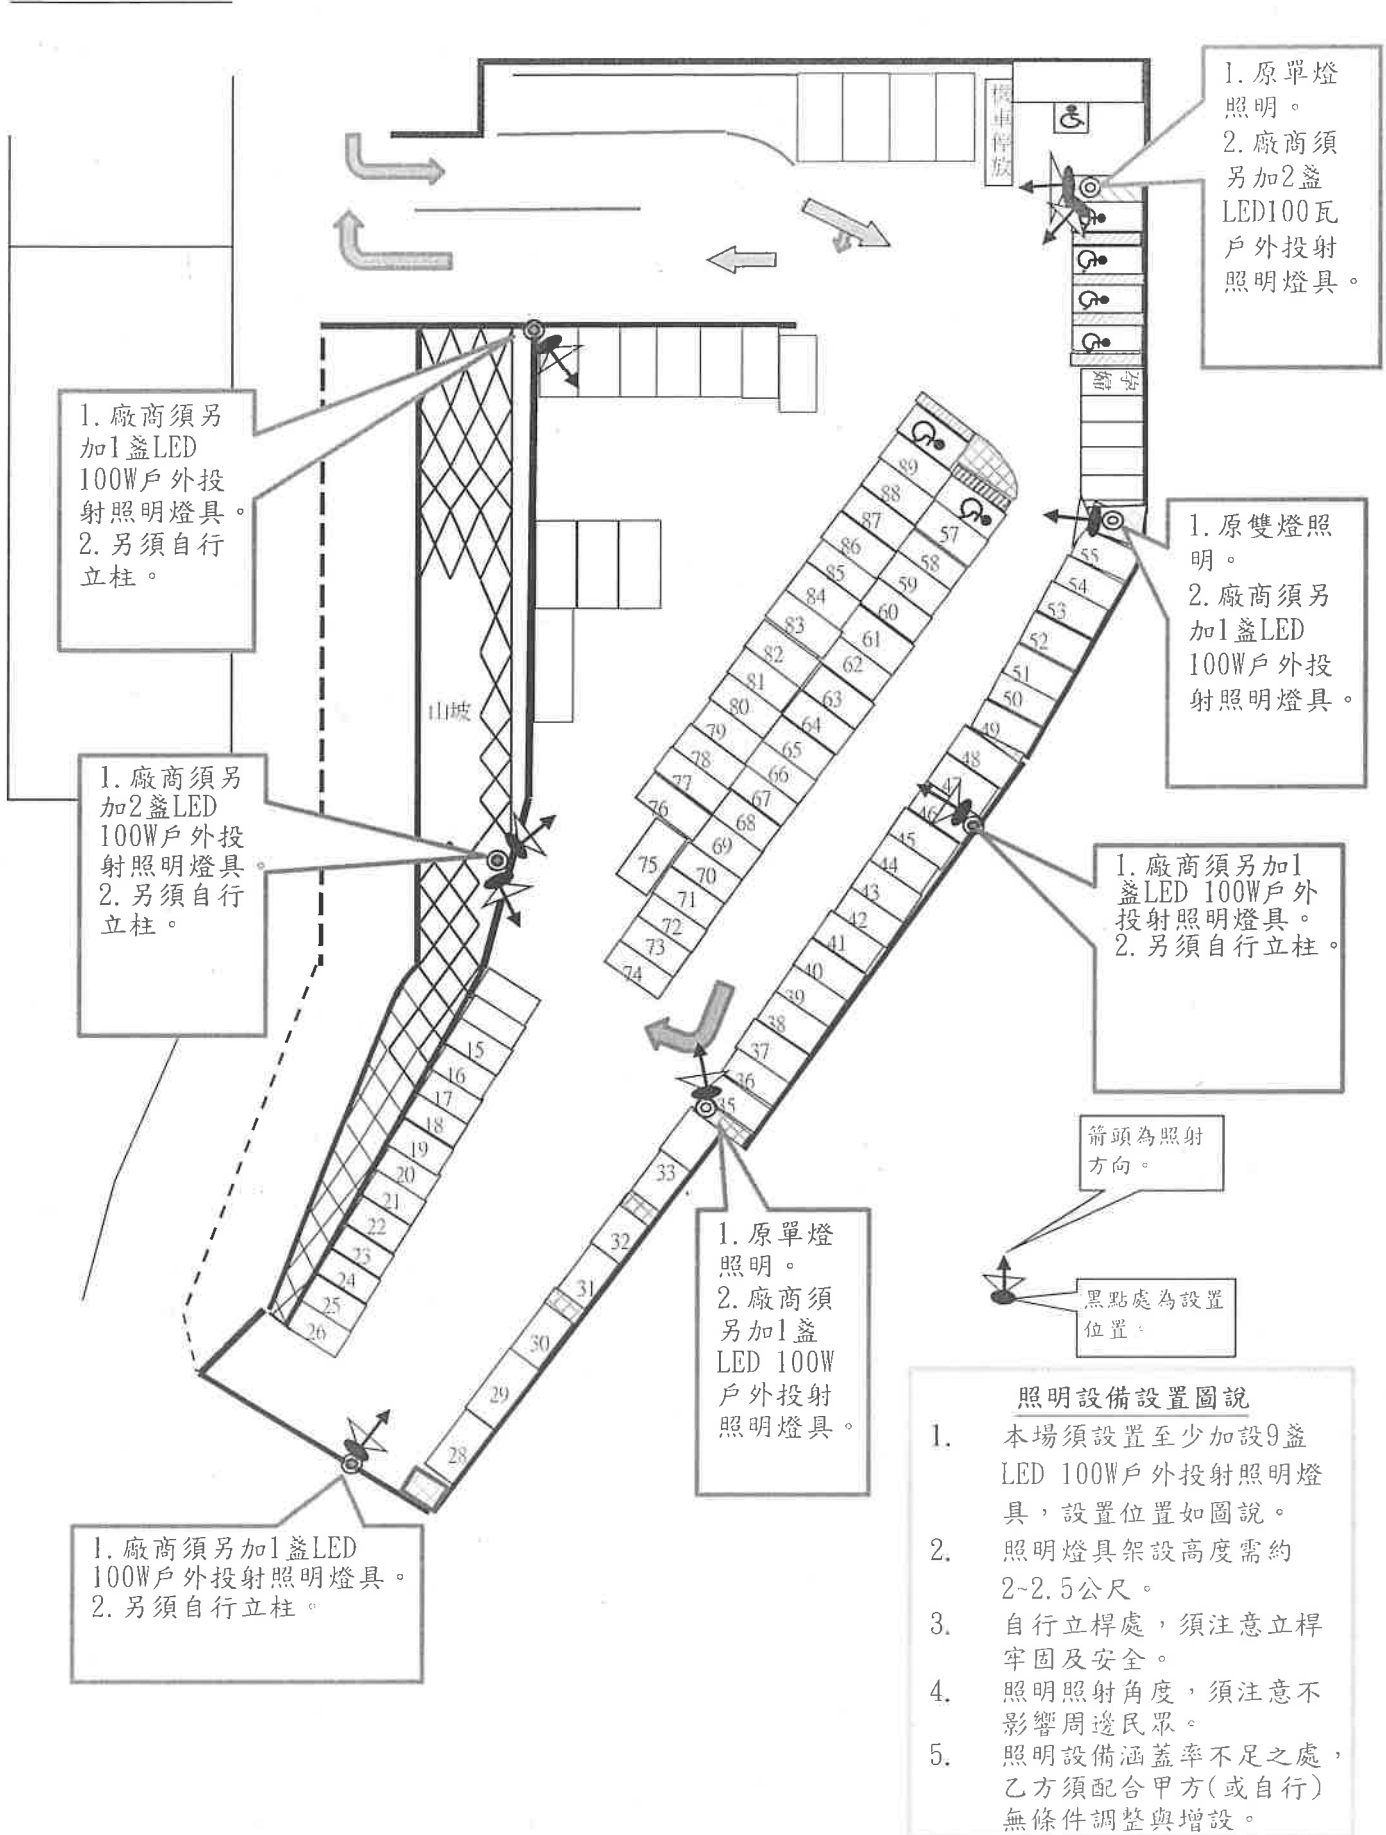 1. 原單燈
照明。
2. 廠商須
另加2盞
LED100瓦
戶外投射
照明燈具。
機車停放
孕
婦
1. 廠商須另
加1盞LED
100W戶外投
射照明燈具。
2. 另須自行
立柱。
1. 原雙燈照
明。
2. 廠商須另
加1盞LED
100W戶外投
射照明燈具。
山坡
1. 廠商須另
加2盞LED
100W戶外投
射照明燈具。
2. 另須自行
立柱。
1. 廠商須另加1
盞LED 100W戶外
投射照明燈具。
2. 另須自行立柱。
89
88
87
86
85
84
83
82
81
80
79
78
77
76
75
57
58
59
60
61
62
63
64
65
66
67
68
69
70
71
72
73
74
55
54
53
52
51
50
49
48
47
46
45
44
43
42
41
40
39
38
37
36
35
33
32
31
30
29
28
15
16
17
18
19
20
21
22
23
24
25
26
1. 原單燈
照明。
2. 廠商須
另加1盞
LED 100W
戶外投射
照明燈具。
箭頭為照射
方向。
黑點處為設置
位置。
1. 廠商須另加1盞LED
100W戶外投射照明燈具。
2. 另須自行立柱。
照明設備設置圖說
1. 本場須設置至少加設9盞
LED 100W戶外投射照明燈
具，設置位置如圖說。
2. 照明燈具架設高度需約
2~2.5公尺。
3. 自行立桿處，須注意立桿
牢固及安全。
4. 照明照射角度，須注意不
影響周邊民眾。
5. 照明設備涵蓋率不足之處，
乙方須配合甲方(或自行)
無條件調整與增設。